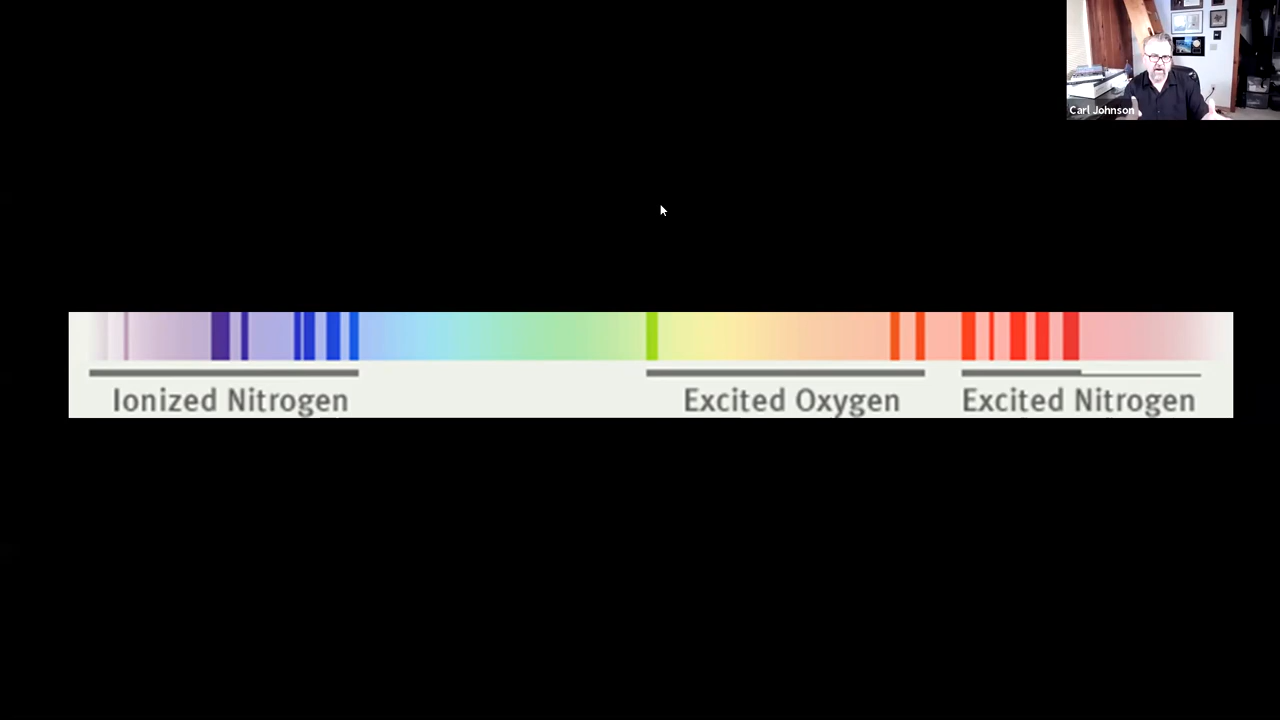 Carl Johnson
Ionized Nitrogen
Excited Oxygen
Excited Nitrogen